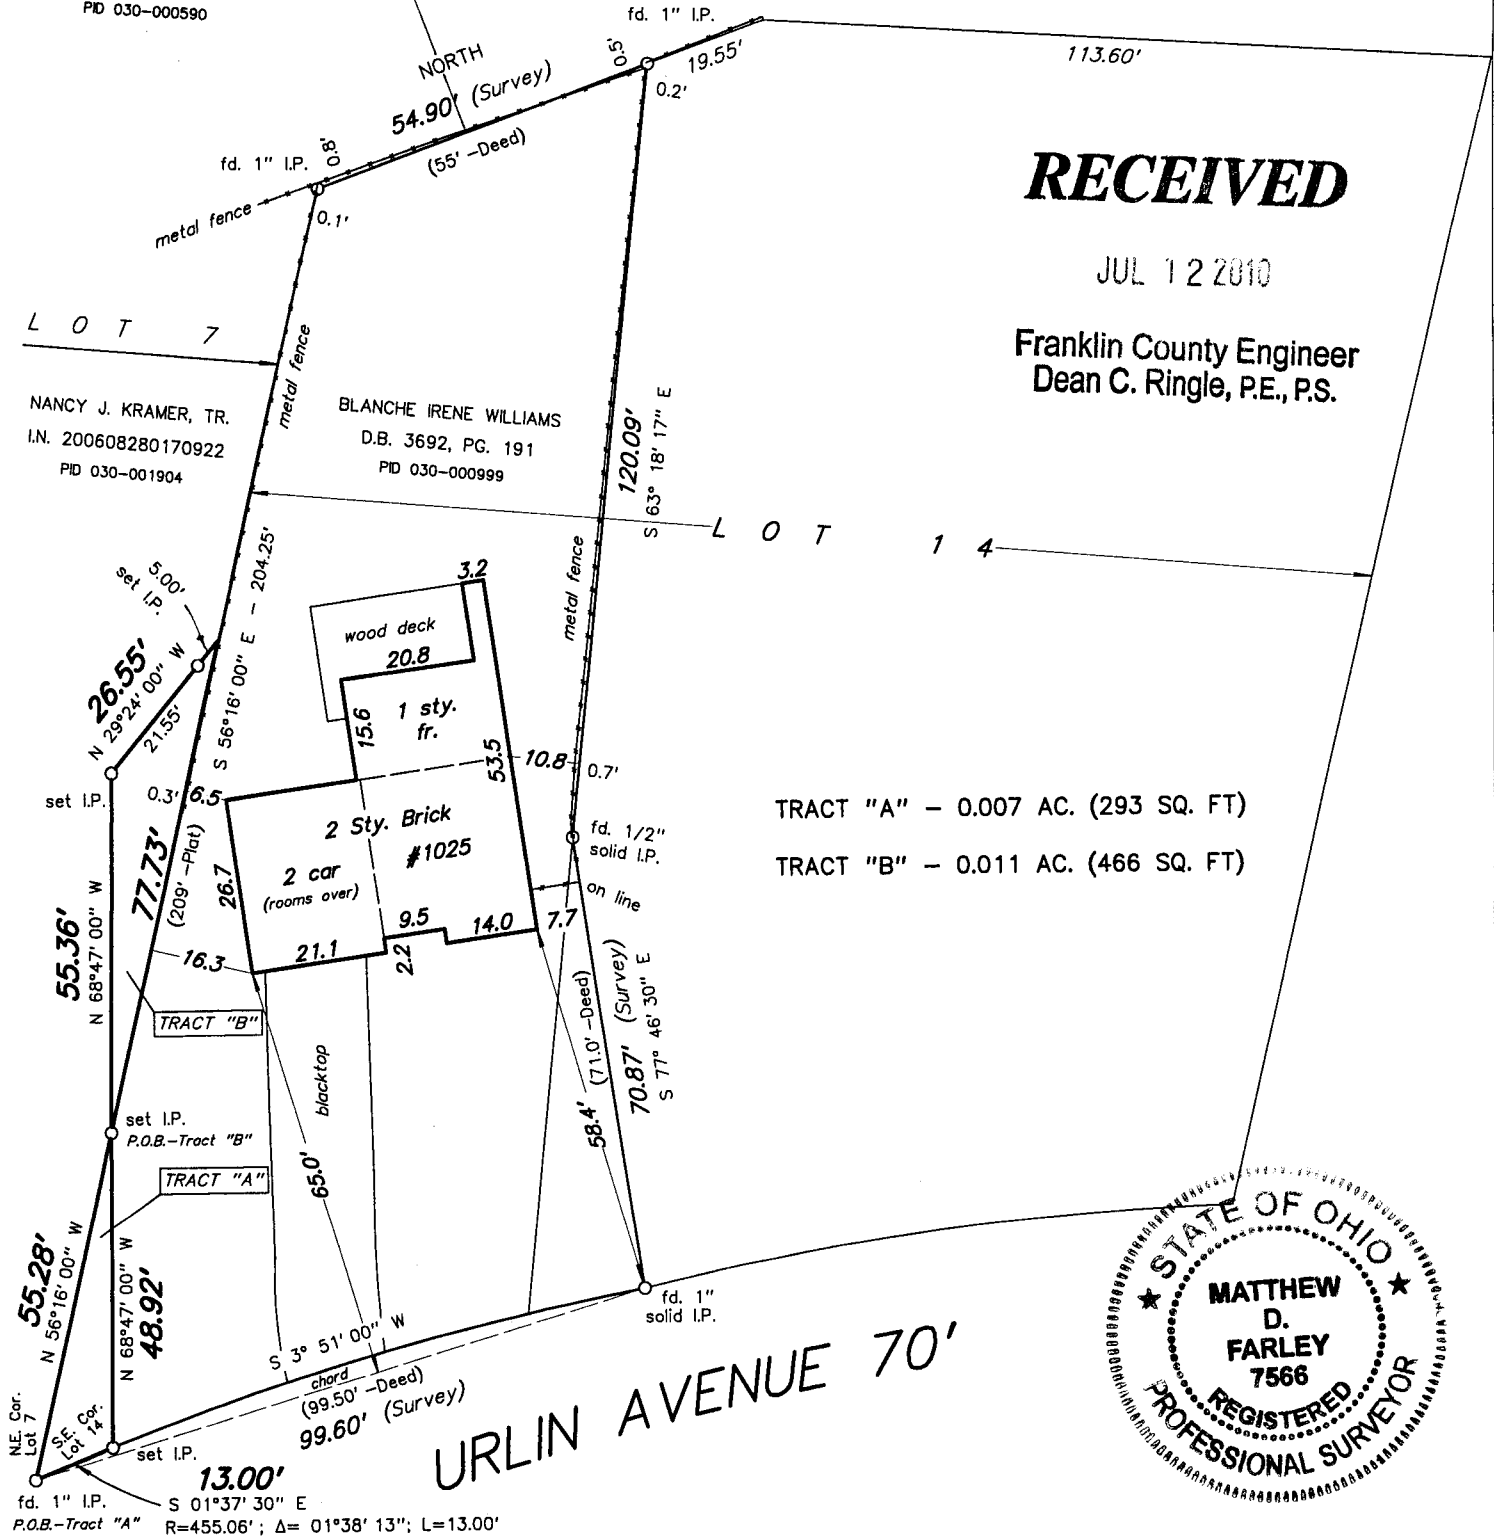 PID 030-000590
fd. 1" I.P.
0.5'
19.55'
113.60'
NORTH
54.90' (Survey)
(55' -Deed)
0.2'
fd. 1" I.P.
0.8'
metal fence
0.1'
RECEIVED
JUL 12 2010
Franklin County Engineer
Dean C. Ringle, P.E., P.S.
LOT 7
metal fence
NANCY J. KRAMER, TR.
I.N. 200608280170922
PID 030-001904
BLANCHE IRENE WILLIAMS
D.B. 3692, PG. 191
PID 030-000999
120.09'
S 63° 18' 17" E
LOT 14
metal fence
S 56°16' 00" E - 204.25'
5.00'
set I.P.
26.55'
N 29°24' 00" W
21.55'
3.2
wood deck
20.8
1 sty.
fr.
15.6
53.5
10.8
0.7'
set I.P.
0.3'
6.5
2 Sty. Brick
#1025
2 car
(rooms over)
26.7
fd. 1/2"
solid I.P.
on line
TRACT "A" - 0.007 AC. (293 SQ. FT)
TRACT "B" - 0.011 AC. (466 SQ. FT)
77.73'
(209' -Plat)
55.36'
N 68°47' 00" W
9.5
14.0
7.7
21.1
2.2
16.3
TRACT "B"
blacktop
(71.0' -Deed)
70.87' (Survey)
S 77° 46' 30" E
58.4'
65.0'
set I.P.
P.O.B.-Tract "B"
TRACT "A"
55.28'
N 56°16' 00" W
N 68°47' 00" W
48.92'
fd. 1"
solid I.P.
S 3° 51' 00" W
chord
(99.50' -Deed)
99.60' (Survey)
URLIN AVENUE 70'
N.E. Cor.
Lot 7
S.E. Cor.
Lot 14
set I.P.
13.00'
fd. 1" I.P.
S 01°37' 30" E
P.O.B.-Tract "A"
R=455.06' ; Δ= 01°38' 13"; L=13.00'
STATE OF OHIO
MATTHEW
D.
FARLEY
7566
REGISTERED
PROFESSIONAL SURVEYOR